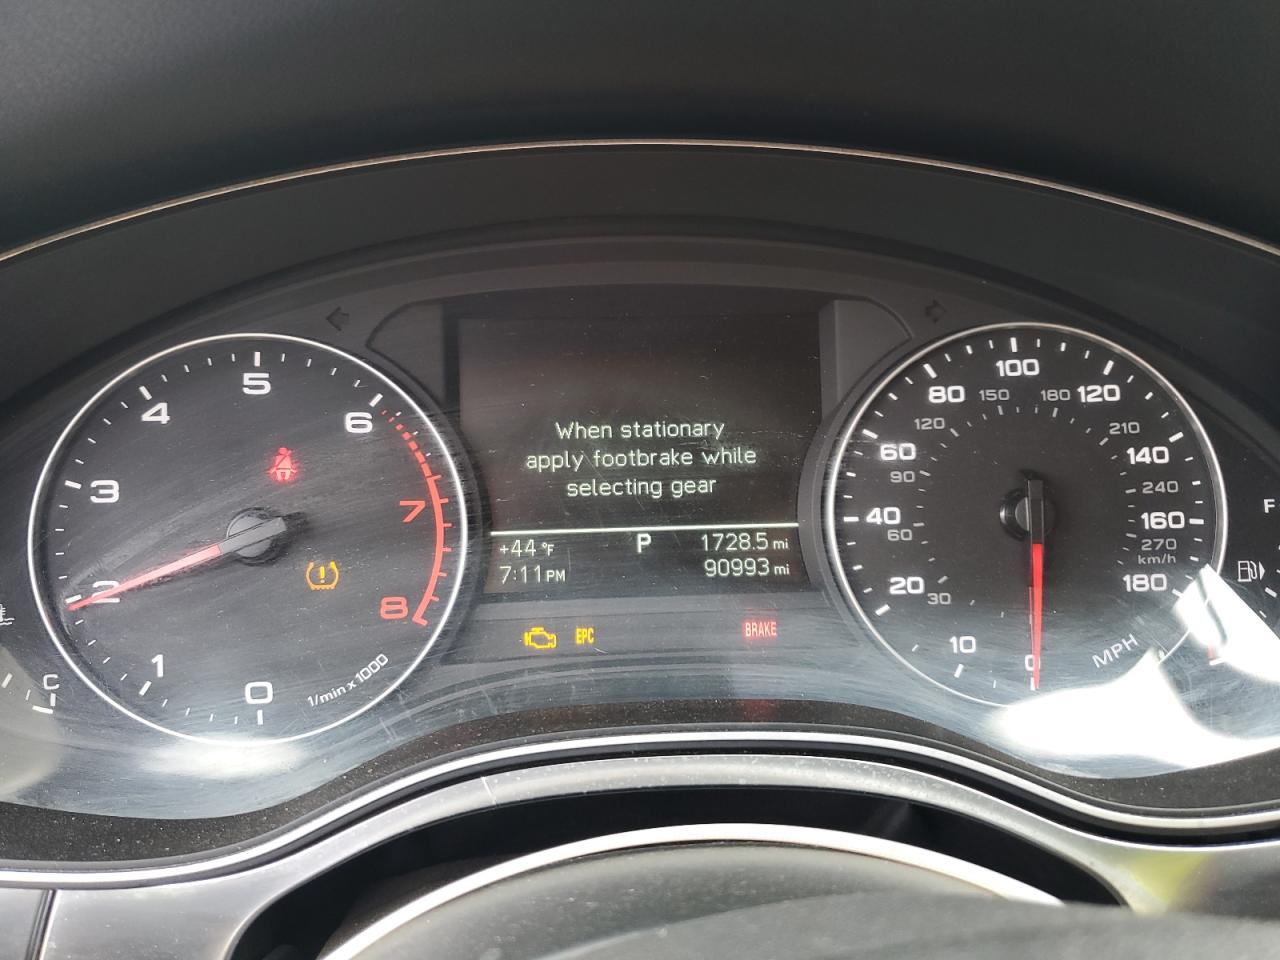 When stationary
apply footbrake while
selecting gear
+44 °F P 1728.5 mi
7:11 PM 90993 mi
EPC BRAKE
0
1
2
3
4
5
6
7
8
1/min x 1000
C
0
10
20
40
60
80
100
120
140
160
180
MPH
30
60
90
120
150
180
210
240
270
km/h
F